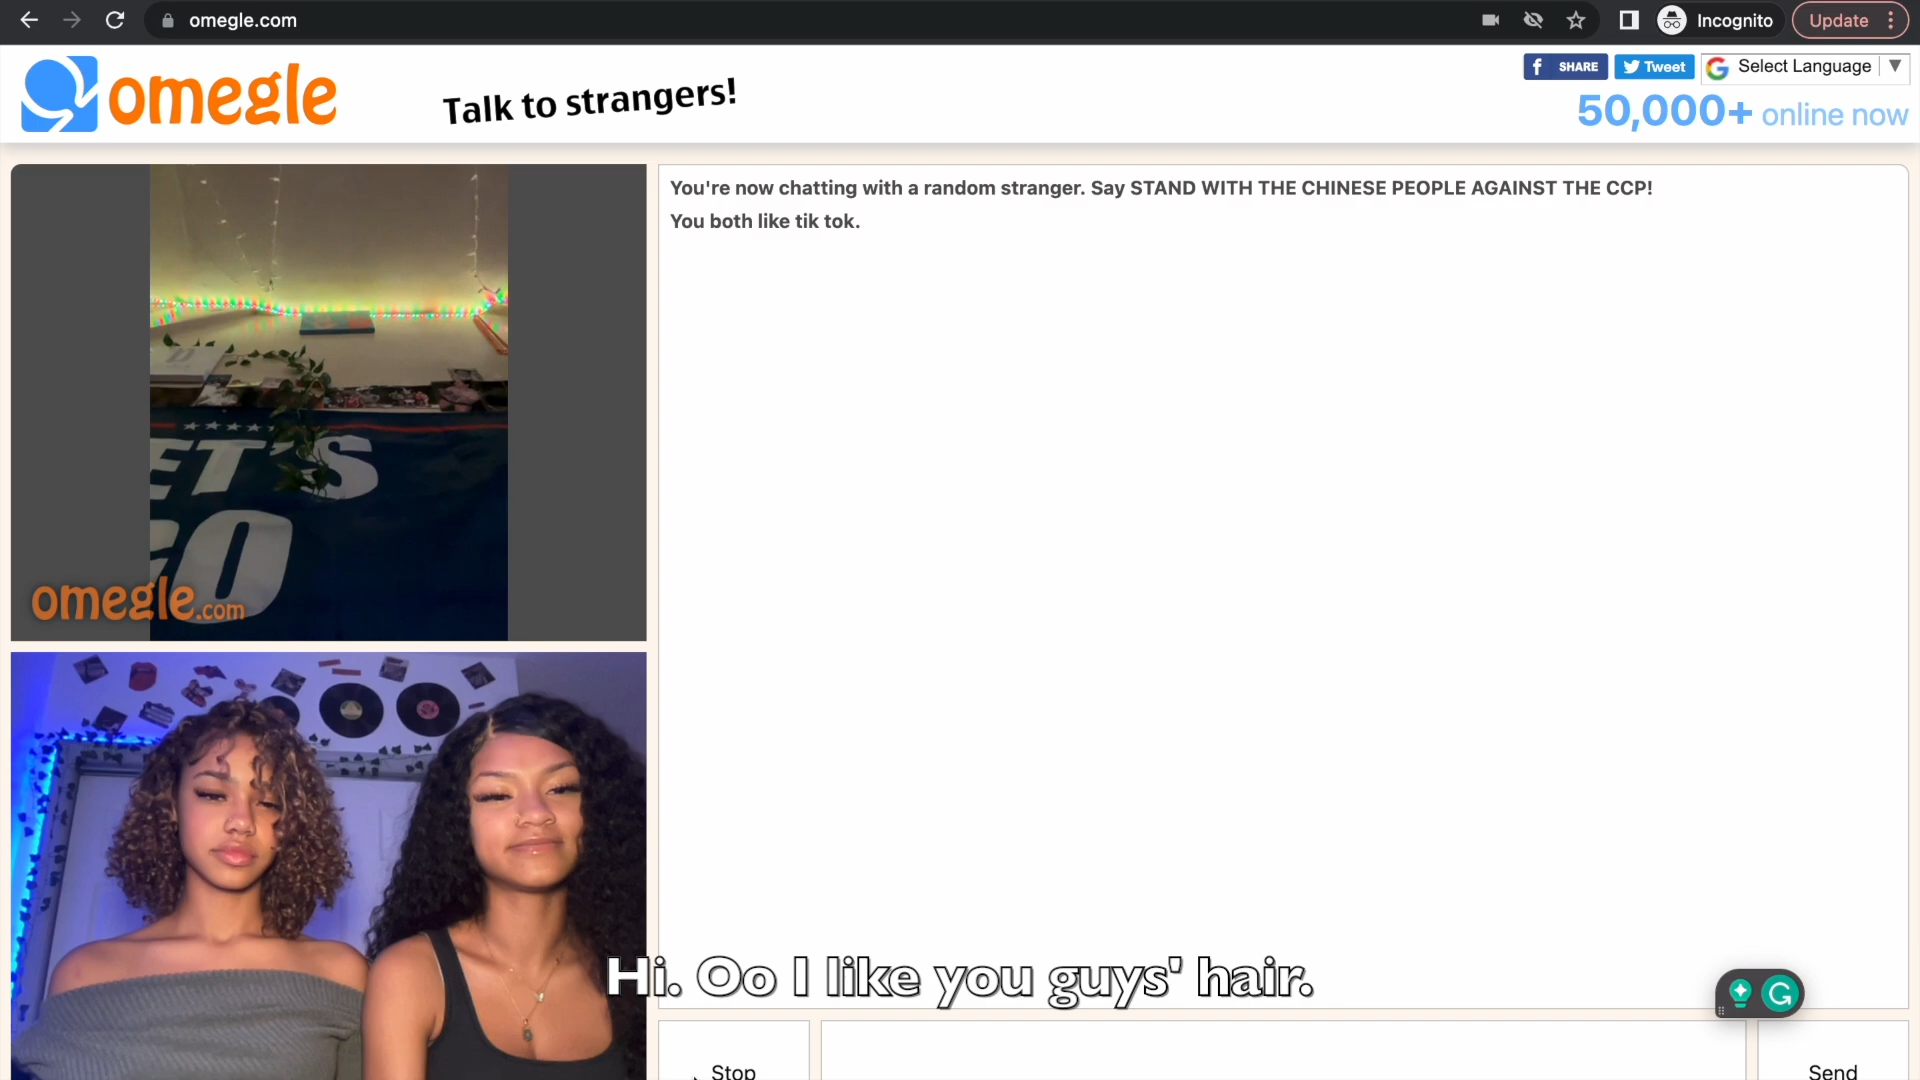 omegle.com
Incognito
Update
omegle
Talk to strangers!
SHARE
Tweet
Select Language
50,000+ online now
You're now chatting with a random stranger. Say STAND WITH THE CHINESE PEOPLE AGAINST THE CCP!
You both like tik tok.
ET'S
GO
omegle.com
Hi. Oo I like you guys' hair.
Stop
Send